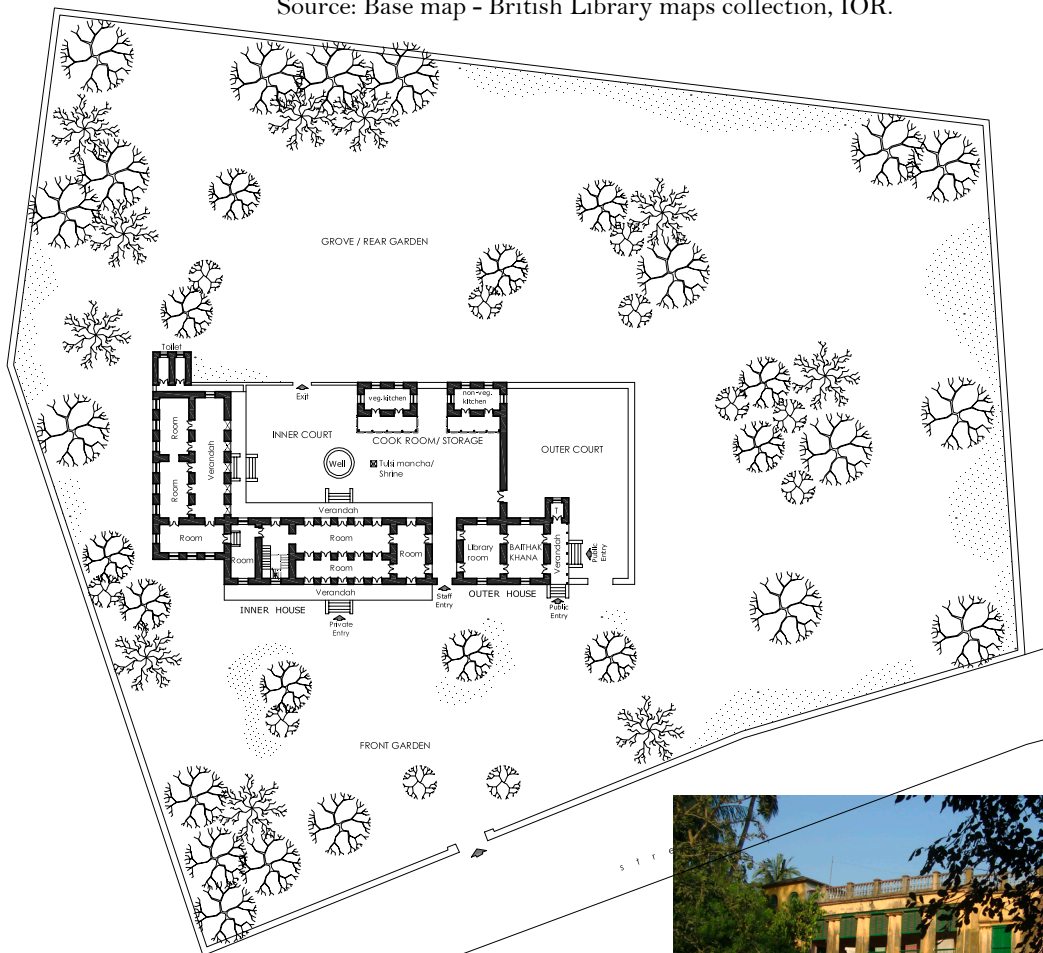 Source: Base map - British Library maps collection, IOR.
GROVE / REAR GARDEN
Toilet
Exit
veg. kitchen
non-veg.
kitchen
Room
Verandah
INNER COURT
COOK ROOM/ STORAGE
OUTER COURT
Well
Tulsi mancha/
Shrine
Room
Verandah
T
Room
Room
Room
Room
Room
Library
room
BAITHAK
KHANA
Verandah
Public
Entry
Verandah
Staff
Entry
OUTER HOUSE
INNER HOUSE
Private
Entry
Public
Entry
FRONT GARDEN